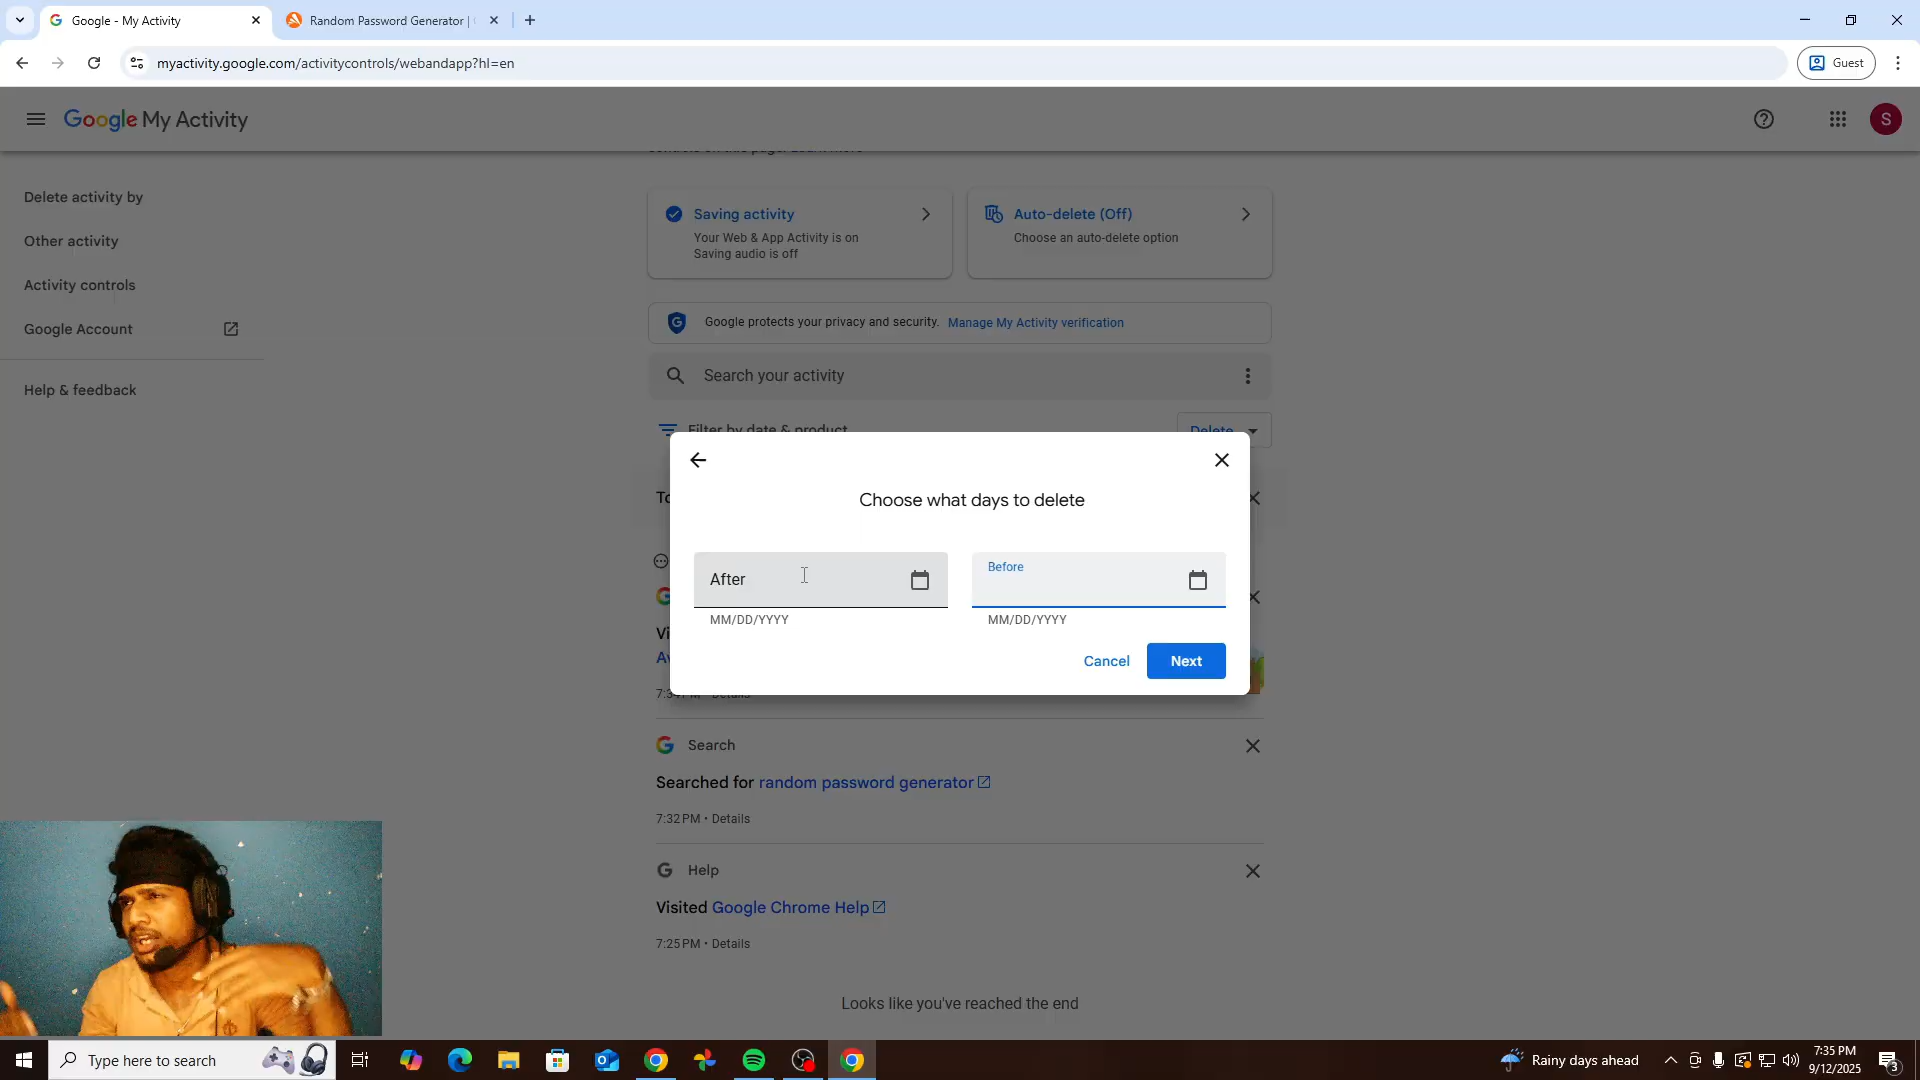 Google - My Activity
Random Password Generator |
myactivity.google.com/activitycontrols/webandapp?hl=en
Guest
Google My Activity
S
Delete activity by
Other activity
Activity controls
Google Account
Help & feedback
Saving activity
Your Web & App Activity is on
Saving audio is off
Auto-delete (Off)
Choose an auto-delete option
Google protects your privacy and security. Manage My Activity verification
Search your activity
Filter by date & product
Delete
Choose what days to delete
After
MM/DD/YYYY
Before
MM/DD/YYYY
Cancel
Next
Search
Searched for random password generator
7:32 PM • Details
Help
Visited Google Chrome Help
7:25 PM • Details
Looks like you've reached the end
Type here to search
Rainy days ahead
7:35 PM
9/12/2025
3